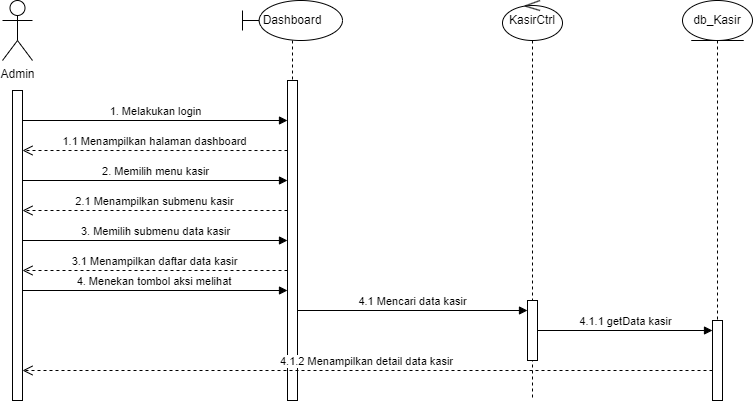 Dashboard
KasirCtrl
db_Kasir
Admin
1. Melakukan login
1.1 Menampilkan halaman dashboard
2. Memilih menu kasir
2.1 Menampilkan submenu kasir
3. Memilih submenu data kasir
3.1 Menampilkan daftar data kasir
4. Menekan tombol aksi melihat
4.1 Mencari data kasir
4.1.1 getData kasir
4.1.2 Menampilkan detail data kasir